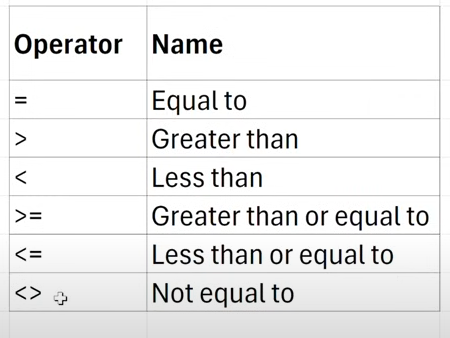 Operator Name
= Equal to
> Greater than
< Less than
>= Greater than or equal to
<= Less than or equal to
<> Not equal to